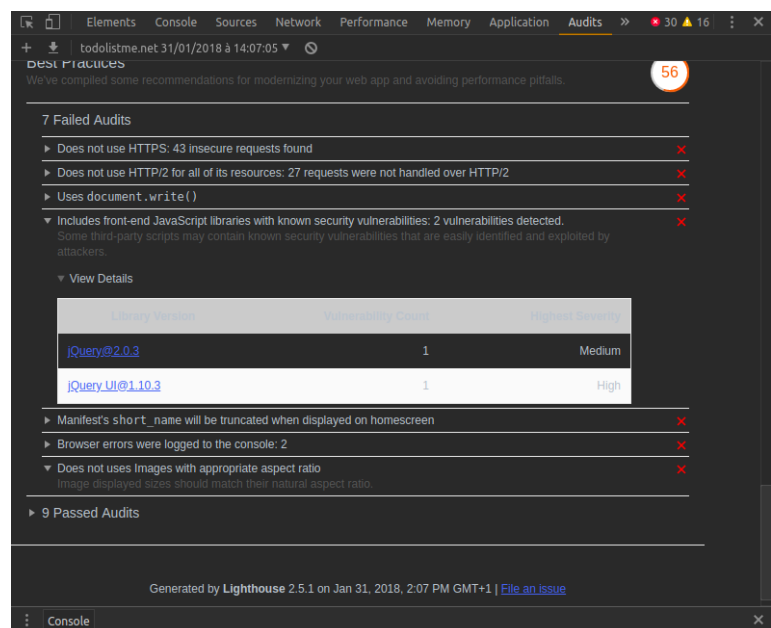 Elements Console Sources Network Performance Memory Application Audits » 30 16
todolistme.net 31/01/2018 à 14:07:05
Best Practices
We've compiled some recommendations for modernizing your web app and avoiding performance pitfalls.
56
7 Failed Audits
Does not use HTTPS: 43 insecure requests found
Does not use HTTP/2 for all of its resources: 27 requests were not handled over HTTP/2
Uses document.write()
Includes front-end JavaScript libraries with known security vulnerabilities: 2 vulnerabilities detected.
Some third-party scripts may contain known security vulnerabilities that are easily identified and exploited by
attackers.
View Details
Library Version Vulnerability Count Highest Severity
jQuery@2.0.3 1 Medium
jQuery UI@1.10.3 1 High
Manifest's short_name will be truncated when displayed on homescreen
Browser errors were logged to the console: 2
Does not uses Images with appropriate aspect ratio
Image displayed sizes should match their natural aspect ratio.
9 Passed Audits
Generated by Lighthouse 2.5.1 on Jan 31, 2018, 2:07 PM GMT+1 | File an issue
Console